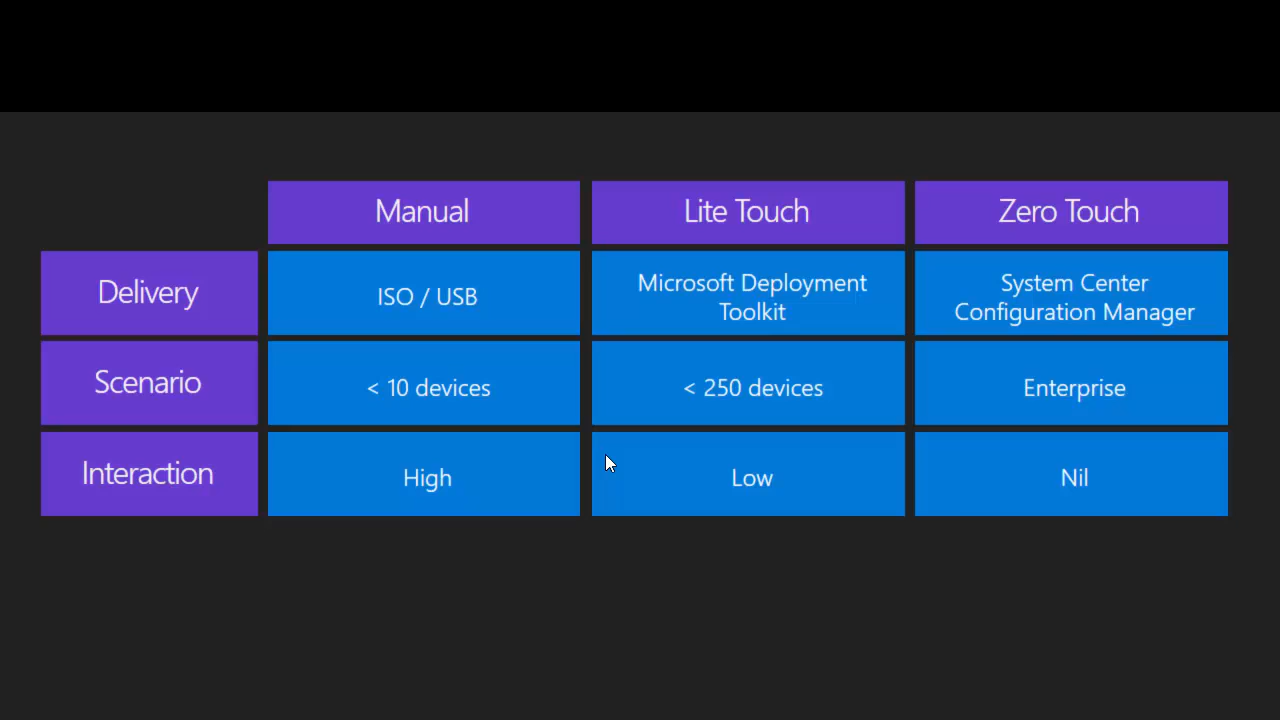 Manual
Lite Touch
Zero Touch
Delivery
ISO / USB
Microsoft Deployment
Toolkit
System Center
Configuration Manager
Scenario
< 10 devices
< 250 devices
Enterprise
Interaction
High
Low
Nil